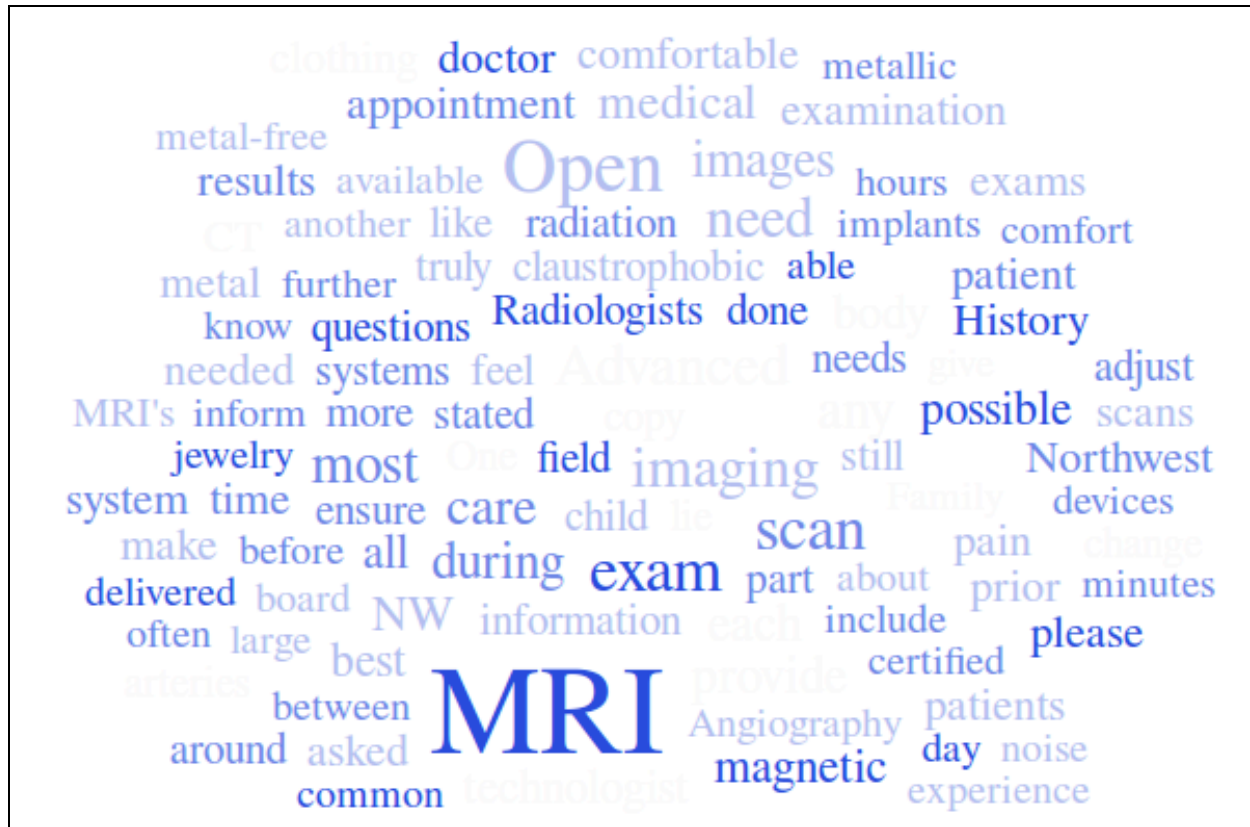 clothing doctor comfortable metallic
appointment medical examination
metal-free Open images
results available hours exams
CT another like radiation need implants comfort
metal further truly claustrophobic able patient
know questions Radiologists done body History
needed systems feel Advanced needs give adjust
MRI's inform more stated copy any possible scans
jewelry most One field imaging still Northwest
system time ensure care child lie scan Family devices
make before all during exam part about pain change
delivered board NW information each include prior minutes
often large best provide certified please
arteries between MRI Angiography patients
around asked technologist magnetic day noise
common experience